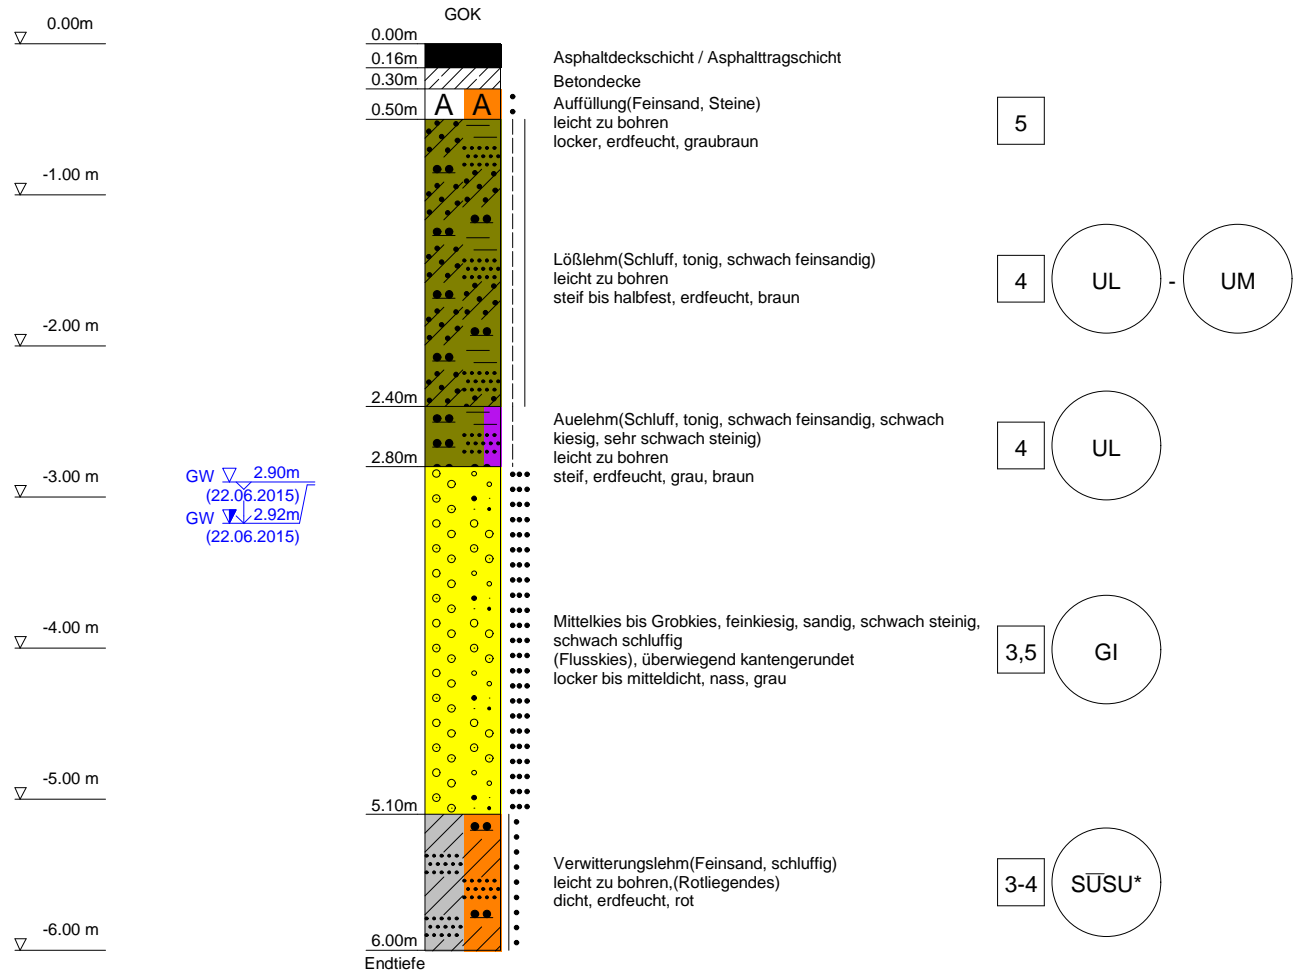 GOK
0.00m
0.00m
0.16m
Asphaltdeckschicht / Asphalttragschicht
0.30m
Betondecke
A A
0.50m
Auffüllung(Feinsand, Steine)
leicht zu bohren
locker, erdfeucht, graubraun
5
-1.00 m
Lößlehm(Schluff, tonig, schwach feinsandig)
leicht zu bohren
steif bis halbfest, erdfeucht, braun
4
UL - UM
-2.00 m
2.40m
Auelehm(Schluff, tonig, schwach feinsandig, schwach
kiesig, sehr schwach steinig)
leicht zu bohren
steif, erdfeucht, grau, braun
4
UL
2.80m
-3.00 m
GW 2.90m
(22.06.2015)
GW 2.92m
(22.06.2015)
-4.00 m
Mittelkies bis Grobkies, feinkiesig, sandig, schwach steinig,
schwach schluffig
(Flusskies), überwiegend kantengerundet
locker bis mitteldicht, nass, grau
3,5
GI
-5.00 m
5.10m
Verwitterungslehm(Feinsand, schluffig)
leicht zu bohren,(Rotliegendes)
dicht, erdfeucht, rot
3-4
SU̅SU*
-6.00 m
6.00m
Endtiefe